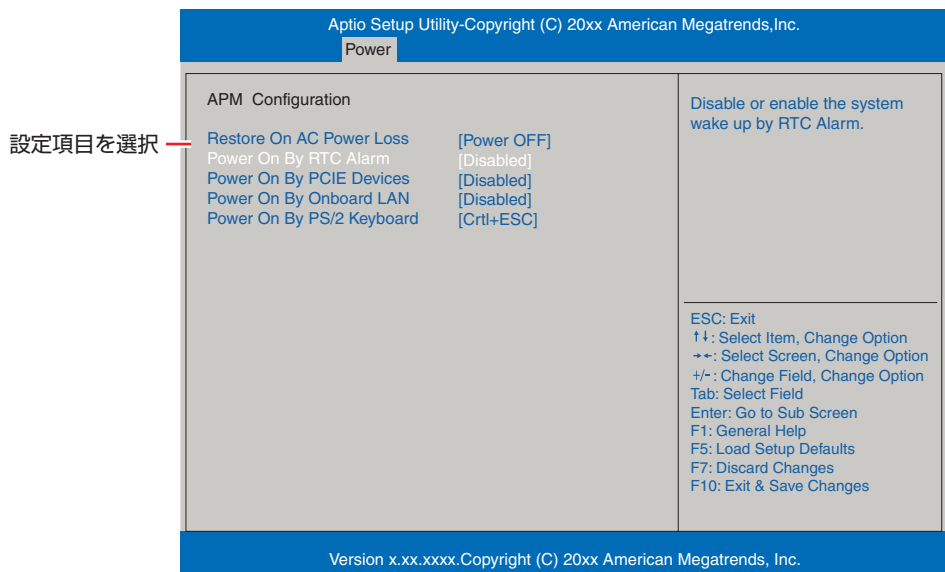 Aptio Setup Utility-Copyright (C) 20xx American Megatrends,Inc.
Power
APM Configuration
設定項目を選択
Restore On AC Power Loss [Power OFF]
Power On By RTC Alarm [Disabled]
Power On By PCIE Devices [Disabled]
Power On By Onboard LAN [Disabled]
Power On By PS/2 Keyboard [Crtl+ESC]
Disable or enable the system
wake up by RTC Alarm.
ESC: Exit
↑↓: Select Item, Change Option
→←: Select Screen, Change Option
+/-: Change Field, Change Option
Tab: Select Field
Enter: Go to Sub Screen
F1: General Help
F5: Load Setup Defaults
F7: Discard Changes
F10: Exit & Save Changes
Version x.xx.xxxx.Copyright (C) 20xx American Megatrends, Inc.